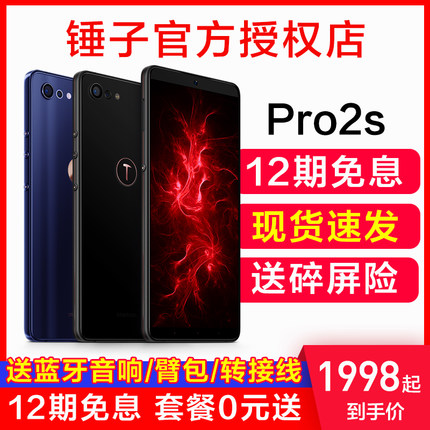 锤子官方授权店
Pro2s
12期免息
现货速发
送碎屏险
送蓝牙音响/臂包/转接线
12期免息 套餐0元送
1998起
到手价